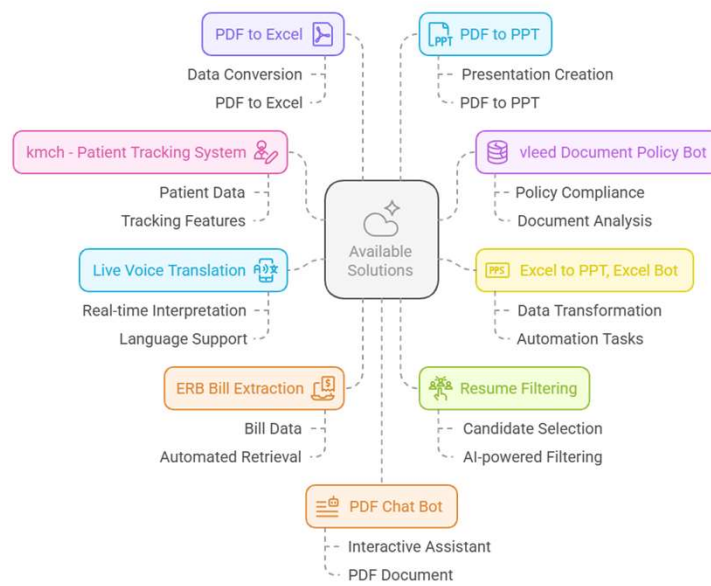 PDF to Excel
Data Conversion
PDF to Excel
PPT
PDF to PPT
Presentation Creation
PDF to PPT
kmch - Patient Tracking System
Patient Data
Tracking Features
vleed Document Policy Bot
Policy Compliance
Document Analysis
Available
Solutions
Live Voice Translation
Real-time Interpretation
Language Support
PPS
Excel to PPT, Excel Bot
Data Transformation
Automation Tasks
ERB Bill Extraction
Bill Data
Automated Retrieval
Resume Filtering
Candidate Selection
AI-powered Filtering
PDF Chat Bot
Interactive Assistant
PDF Document